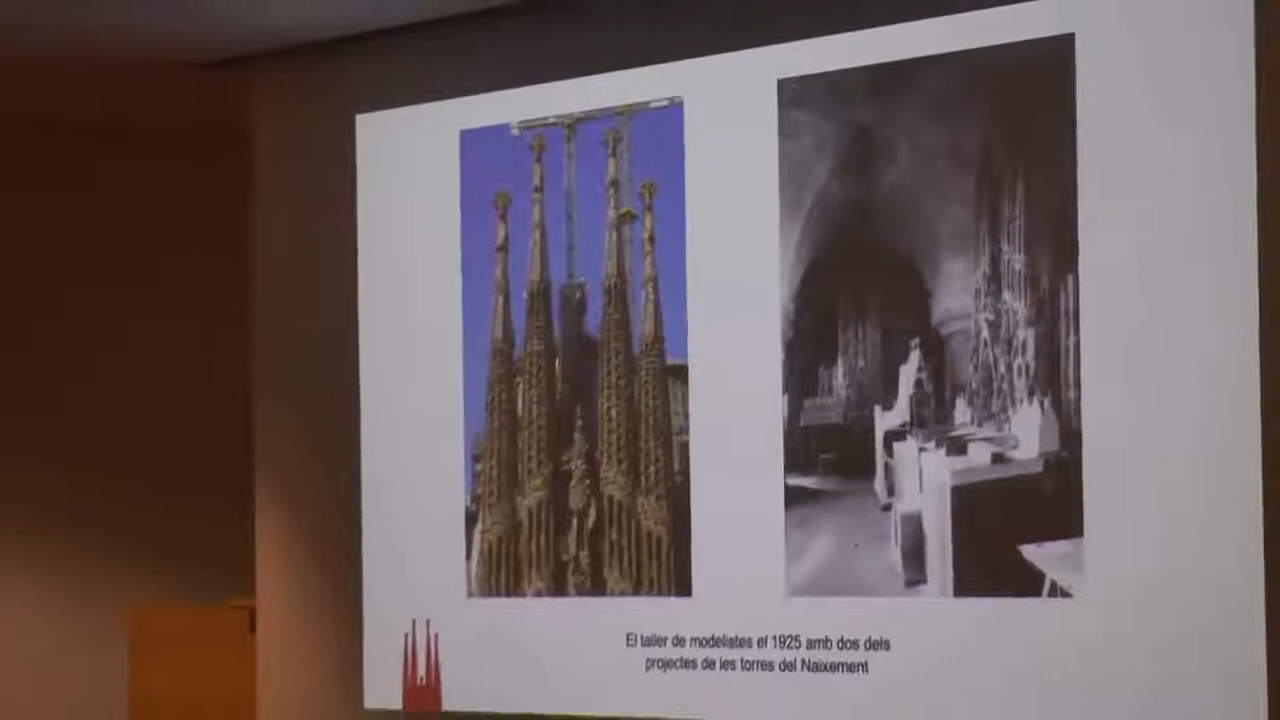 El taller de modelistes el 1925 amb dos dels
projectes de les torres del Naixement